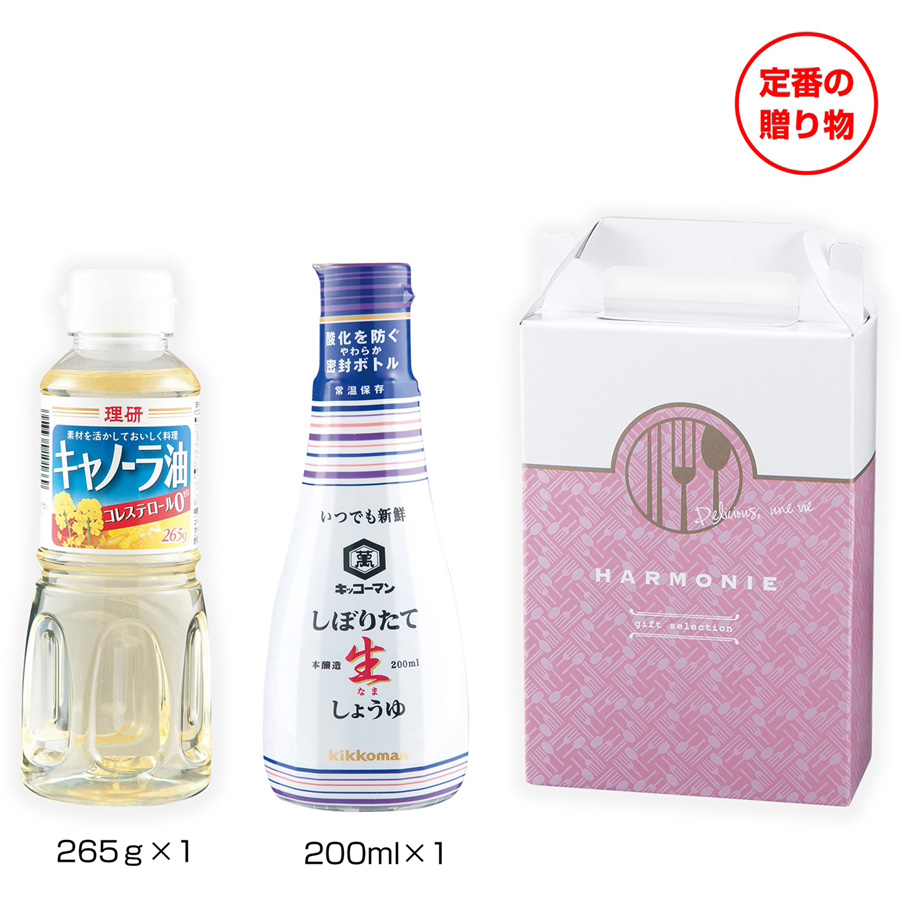 定番の
贈り物
理研
素材を活かしておいしく料理
キャノーラ油
コレステロール0ゼロ
265g
酸化を防ぐ
やわらか
密封ボトル
常温保存
いつでも新鮮
萬
キッコーマン
しぼりたて
本醸造 生 200ml
なま
しょうゆ
kikkoman
Delicious, une vie
HARMONIE
gift selection
265g×1
200ml×1